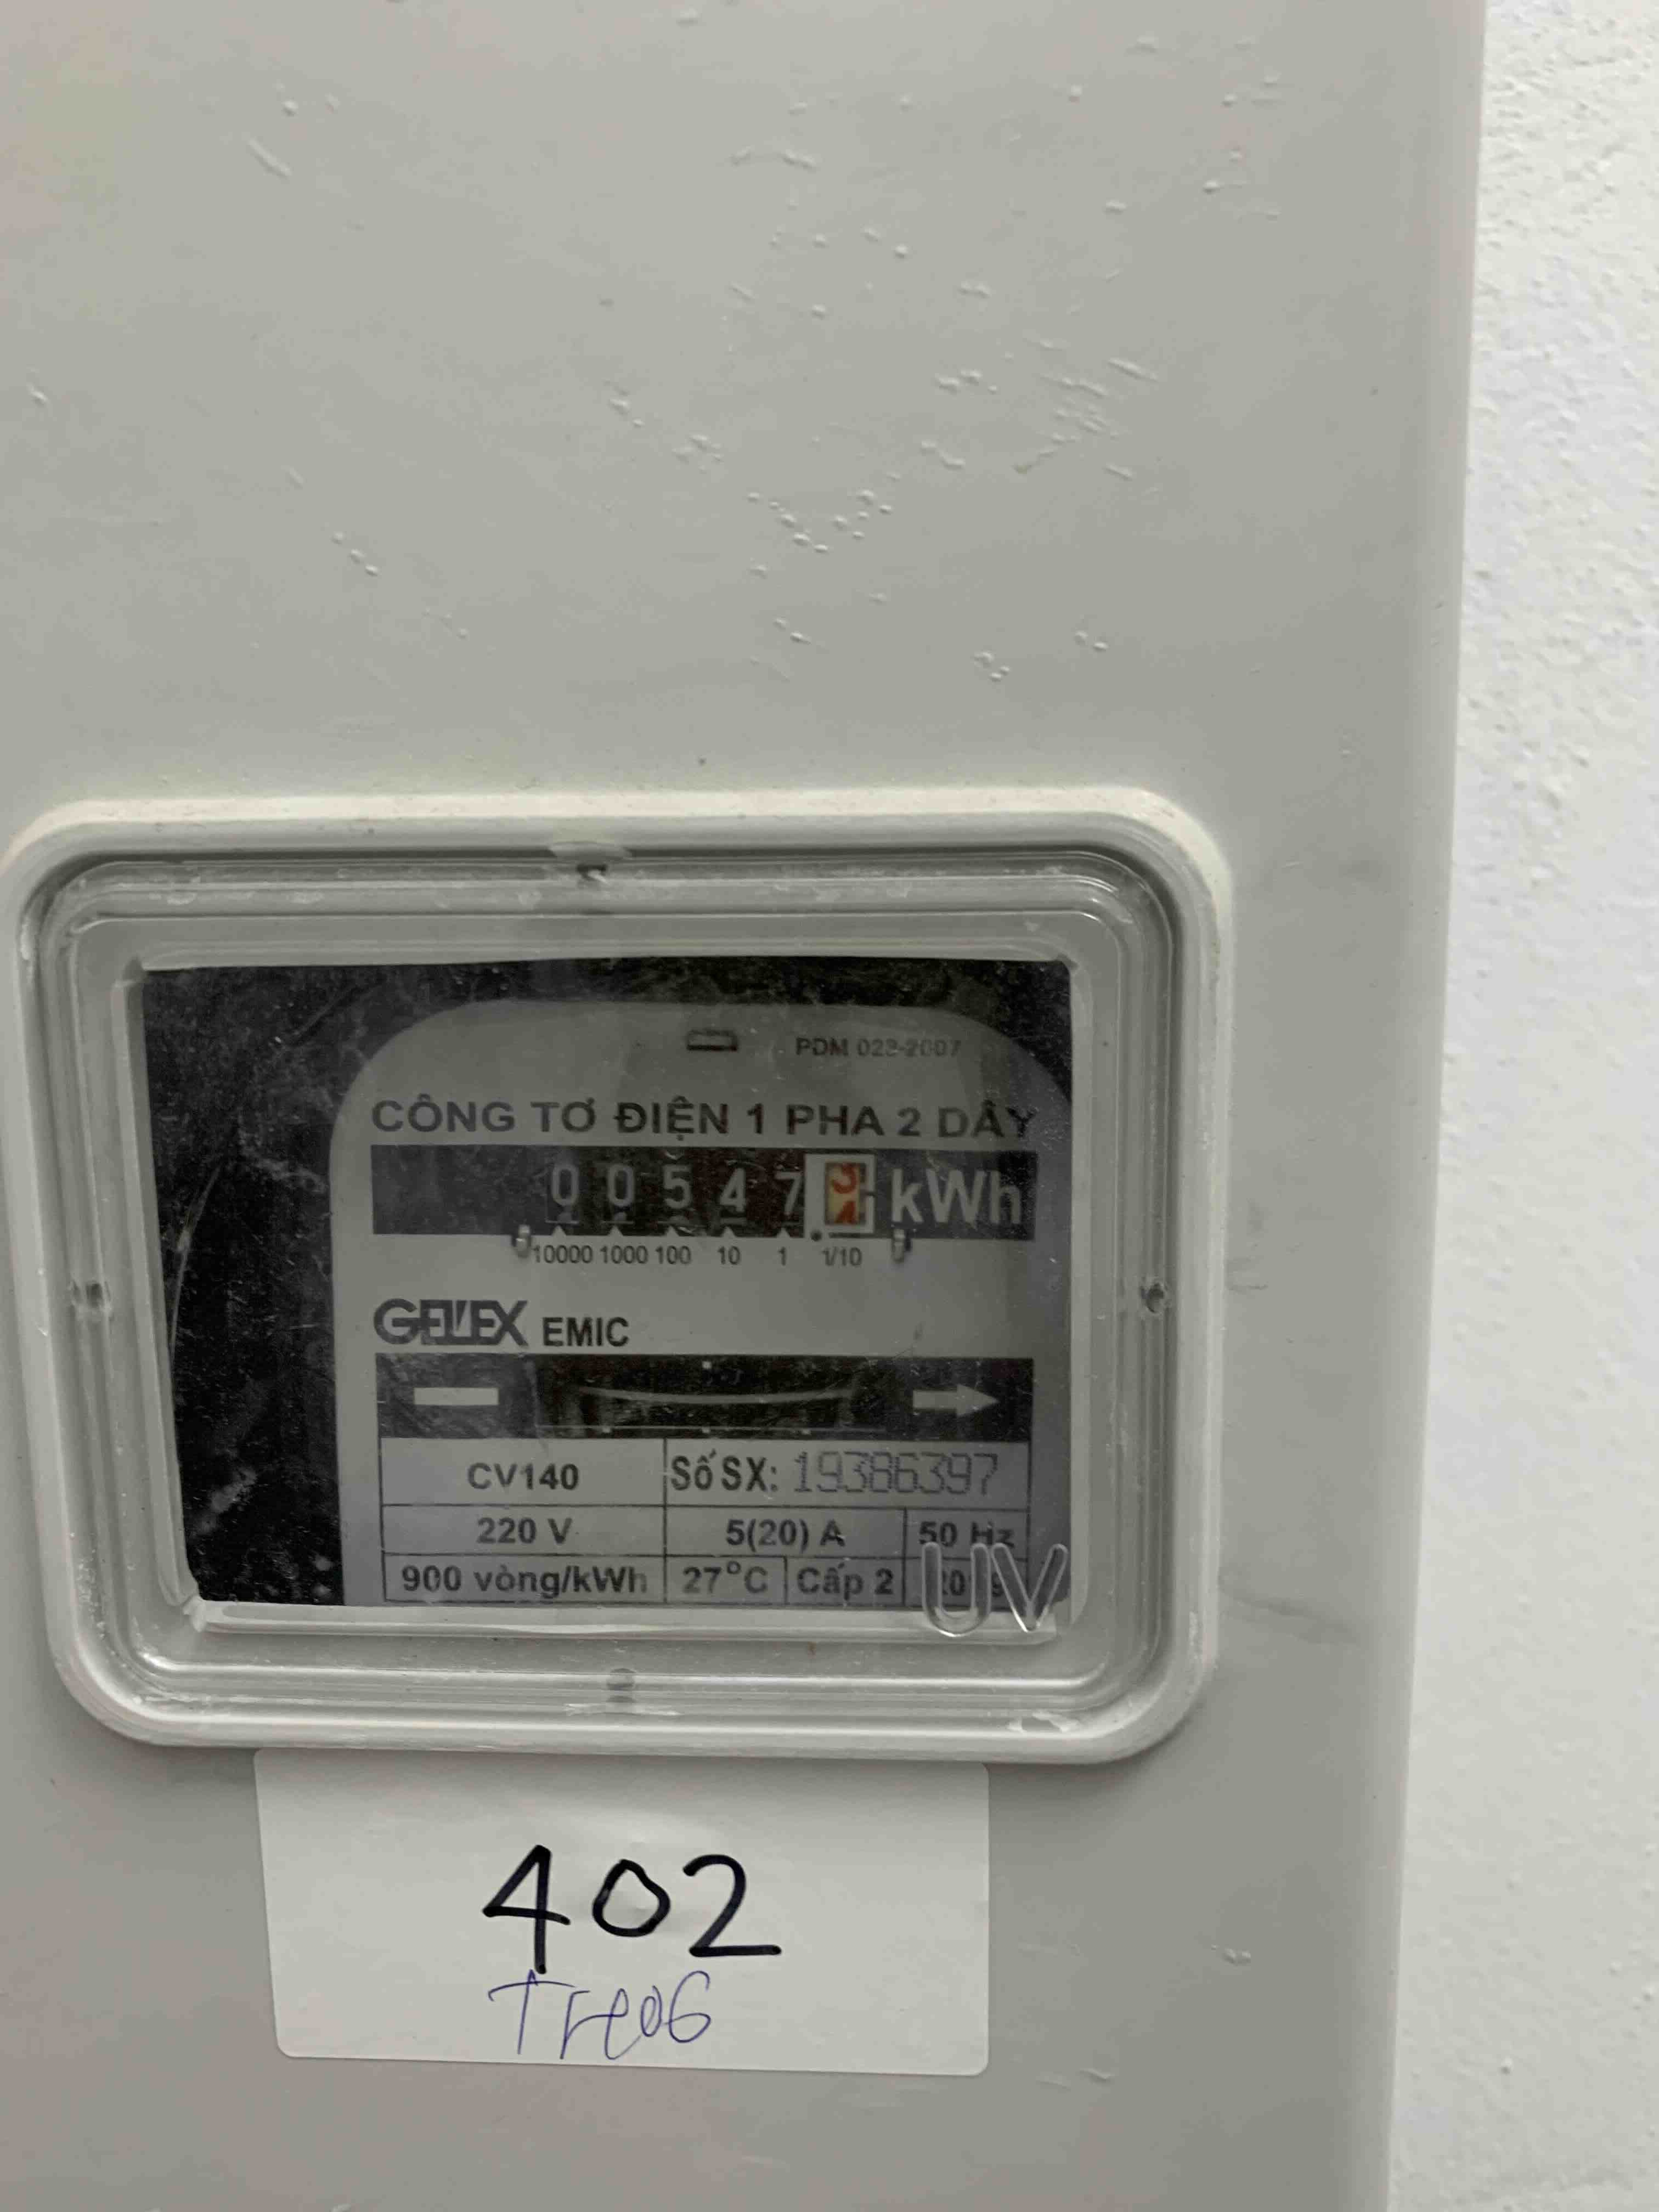 PDM 022-2007
CÔNG TƠ ĐIỆN 1 PHA 2 DÂY
0 0 5 4 7 kWh
10000 1000 100 10 1 1/10
GELEX EMIC
CV140 Số SX: 19386397
220 V 5(20) A 50 Hz
900 vòng/kWh 27°C Cấp 2
UV
402